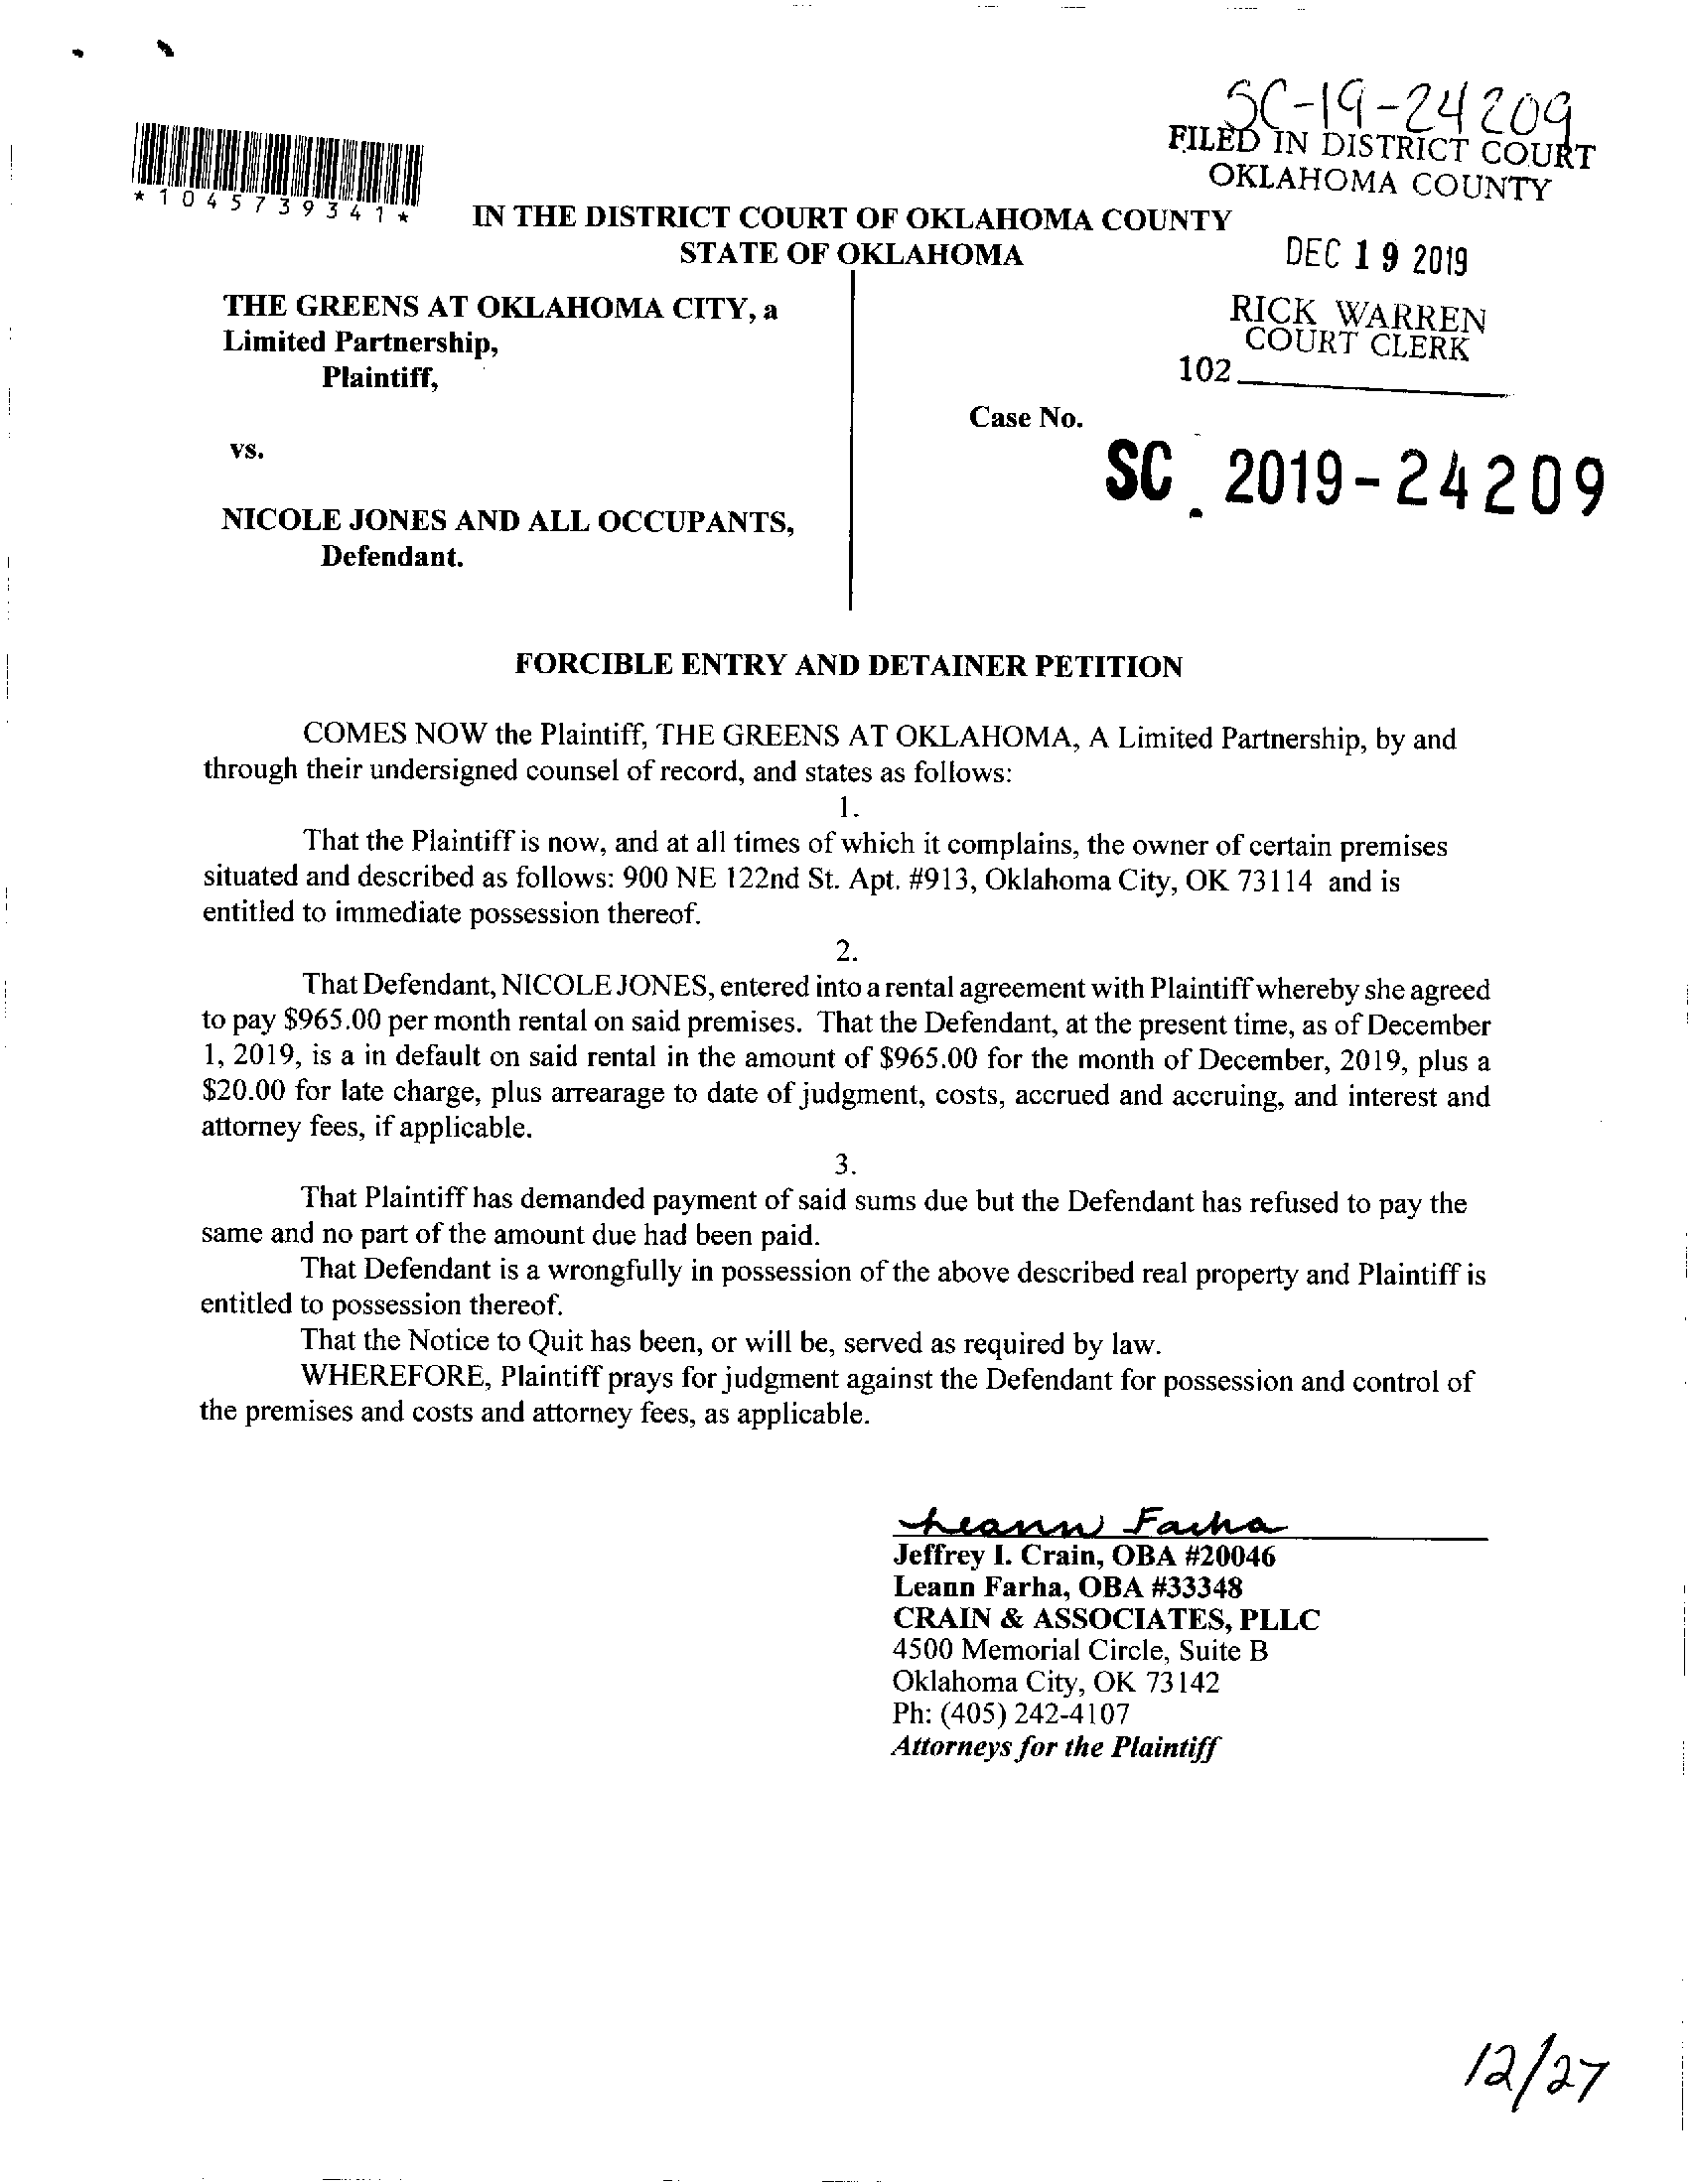 SC-19-24209
FILED IN DISTRICT COURT
OKLAHOMA COUNTY
*1045739341*
IN THE DISTRICT COURT OF OKLAHOMA COUNTY
STATE OF OKLAHOMA
DEC 19 2019
THE GREENS AT OKLAHOMA CITY, a
Limited Partnership,
Plaintiff,
RICK WARREN
COURT CLERK
102
Case No.
vs.
SC 2019-24209
NICOLE JONES AND ALL OCCUPANTS,
Defendant.
FORCIBLE ENTRY AND DETAINER PETITION
COMES NOW the Plaintiff, THE GREENS AT OKLAHOMA, A Limited Partnership, by and
through their undersigned counsel of record, and states as follows:
1.
That the Plaintiff is now, and at all times of which it complains, the owner of certain premises
situated and described as follows: 900 NE 122nd St. Apt. #913, Oklahoma City, OK 73114 and is
entitled to immediate possession thereof.
2.
That Defendant, NICOLE JONES, entered into a rental agreement with Plaintiff whereby she agreed
to pay $965.00 per month rental on said premises. That the Defendant, at the present time, as of December
1, 2019, is a in default on said rental in the amount of $965.00 for the month of December, 2019, plus a
$20.00 for late charge, plus arrearage to date of judgment, costs, accrued and accruing, and interest and
attorney fees, if applicable.
3.
That Plaintiff has demanded payment of said sums due but the Defendant has refused to pay the
same and no part of the amount due had been paid.
That Defendant is a wrongfully in possession of the above described real property and Plaintiff is
entitled to possession thereof.
That the Notice to Quit has been, or will be, served as required by law.
WHEREFORE, Plaintiff prays for judgment against the Defendant for possession and control of
the premises and costs and attorney fees, as applicable.
Leann Farha
Jeffrey I. Crain, OBA #20046
Leann Farha, OBA #33348
CRAIN & ASSOCIATES, PLLC
4500 Memorial Circle, Suite B
Oklahoma City, OK 73142
Ph: (405) 242-4107
Attorneys for the Plaintiff
12/27